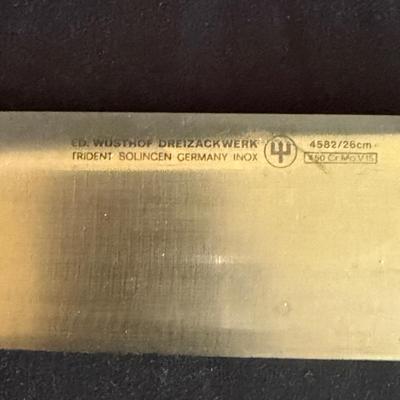 ED. WÜSTHOF DREIZACKWERK
TRIDENT SOLINGEN GERMANY INOX
4582/26cm
X50 Cr.Mo.V15